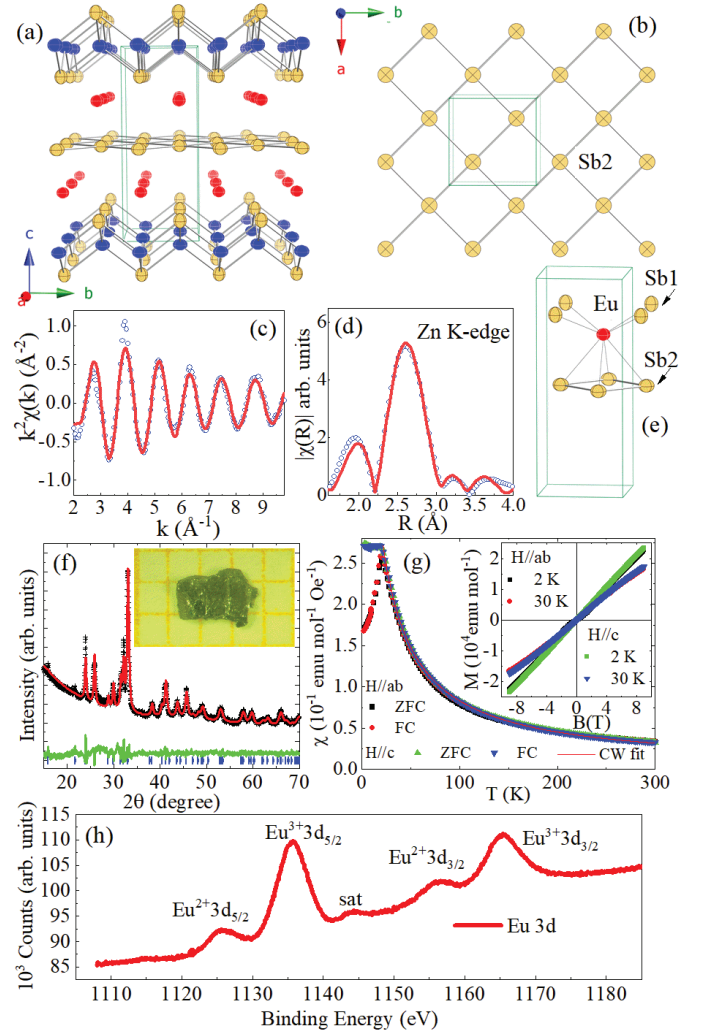 (a)
c
a
b
b
a
(b)
Sb2
Sb1
Eu
Sb2
(e)
(c)
k²χ(k) (Å⁻²)
1.0
0.5
0.0
-0.5
-1.0
2 3 4 5 6 7 8 9
k (Å⁻¹)
(d)
Zn K-edge
|χ(R)| arb. units
6
4
2
0
2.0 2.5 3.0 3.5 4.0
R (Å)
(f)
Intensity (arb. units)
20 30 40 50 60 70
2θ (degree)
(g)
χ (10⁻¹ emu mol⁻¹ Oe⁻¹)
2.5
2.0
1.5
1.0
0.5
0.0
0 100 200 300
T (K)
H//ab
ZFC
FC
H//c ZFC FC CW fit
M (10⁴emu mol⁻¹)
2
1
0
-1
-2
-8 -4 0 4 8
B(T)
H//ab
2 K
30 K
H//c
2 K
30 K
(h)
10³ Counts (arb. units)
115
110
105
100
95
90
85
Eu²⁺3d₅/₂
Eu³⁺3d₅/₂
sat
Eu²⁺3d₃/₂
Eu³⁺3d₃/₂
Eu 3d
1110 1120 1130 1140 1150 1160 1170 1180
Binding Energy (eV)